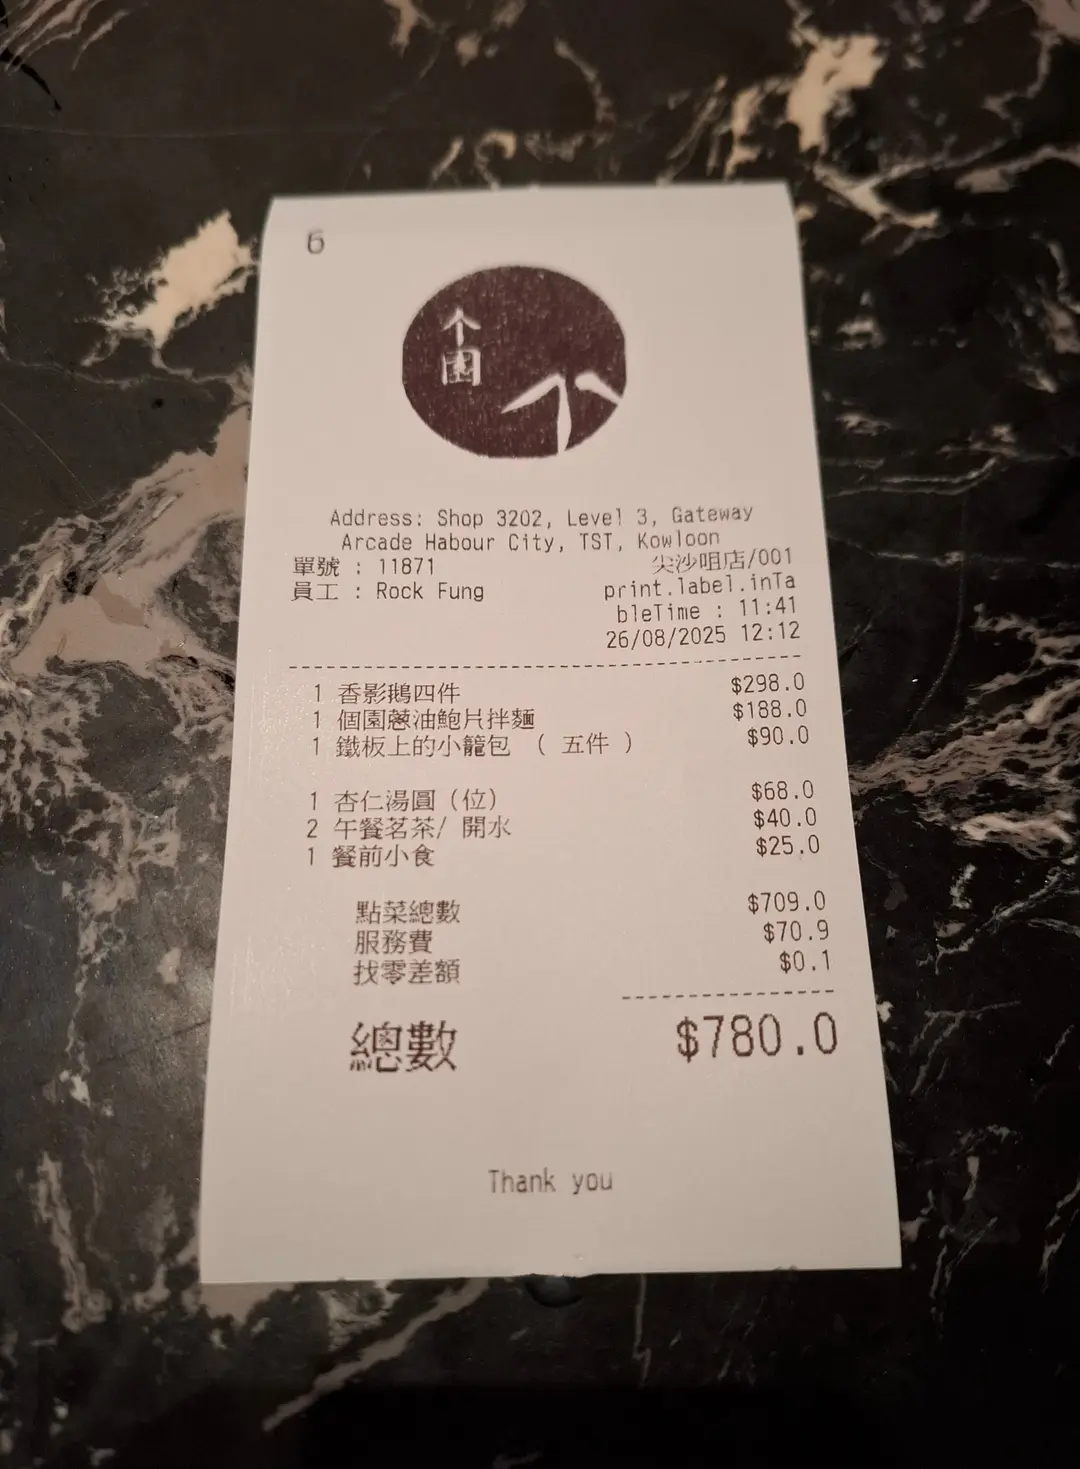 6
个園
Address: Shop 3202, Level 3, Gateway
Arcade Habour City, TST, Kowloon
單號 : 11871 尖沙咀店/001
員工 : Rock Fung print.label.inTa
bleTime : 11:41
26/08/2025 12:12
1 香影鵝四件 $298.0
1 個園蔥油鮑片拌麵 $188.0
1 鐵板上的小籠包 ( 五件 ) $90.0
1 杏仁湯圓(位) $68.0
2 午餐茗茶/ 開水 $40.0
1 餐前小食 $25.0
點菜總數 $709.0
服務費 $70.9
找零差額 $0.1
總數 $780.0
Thank you